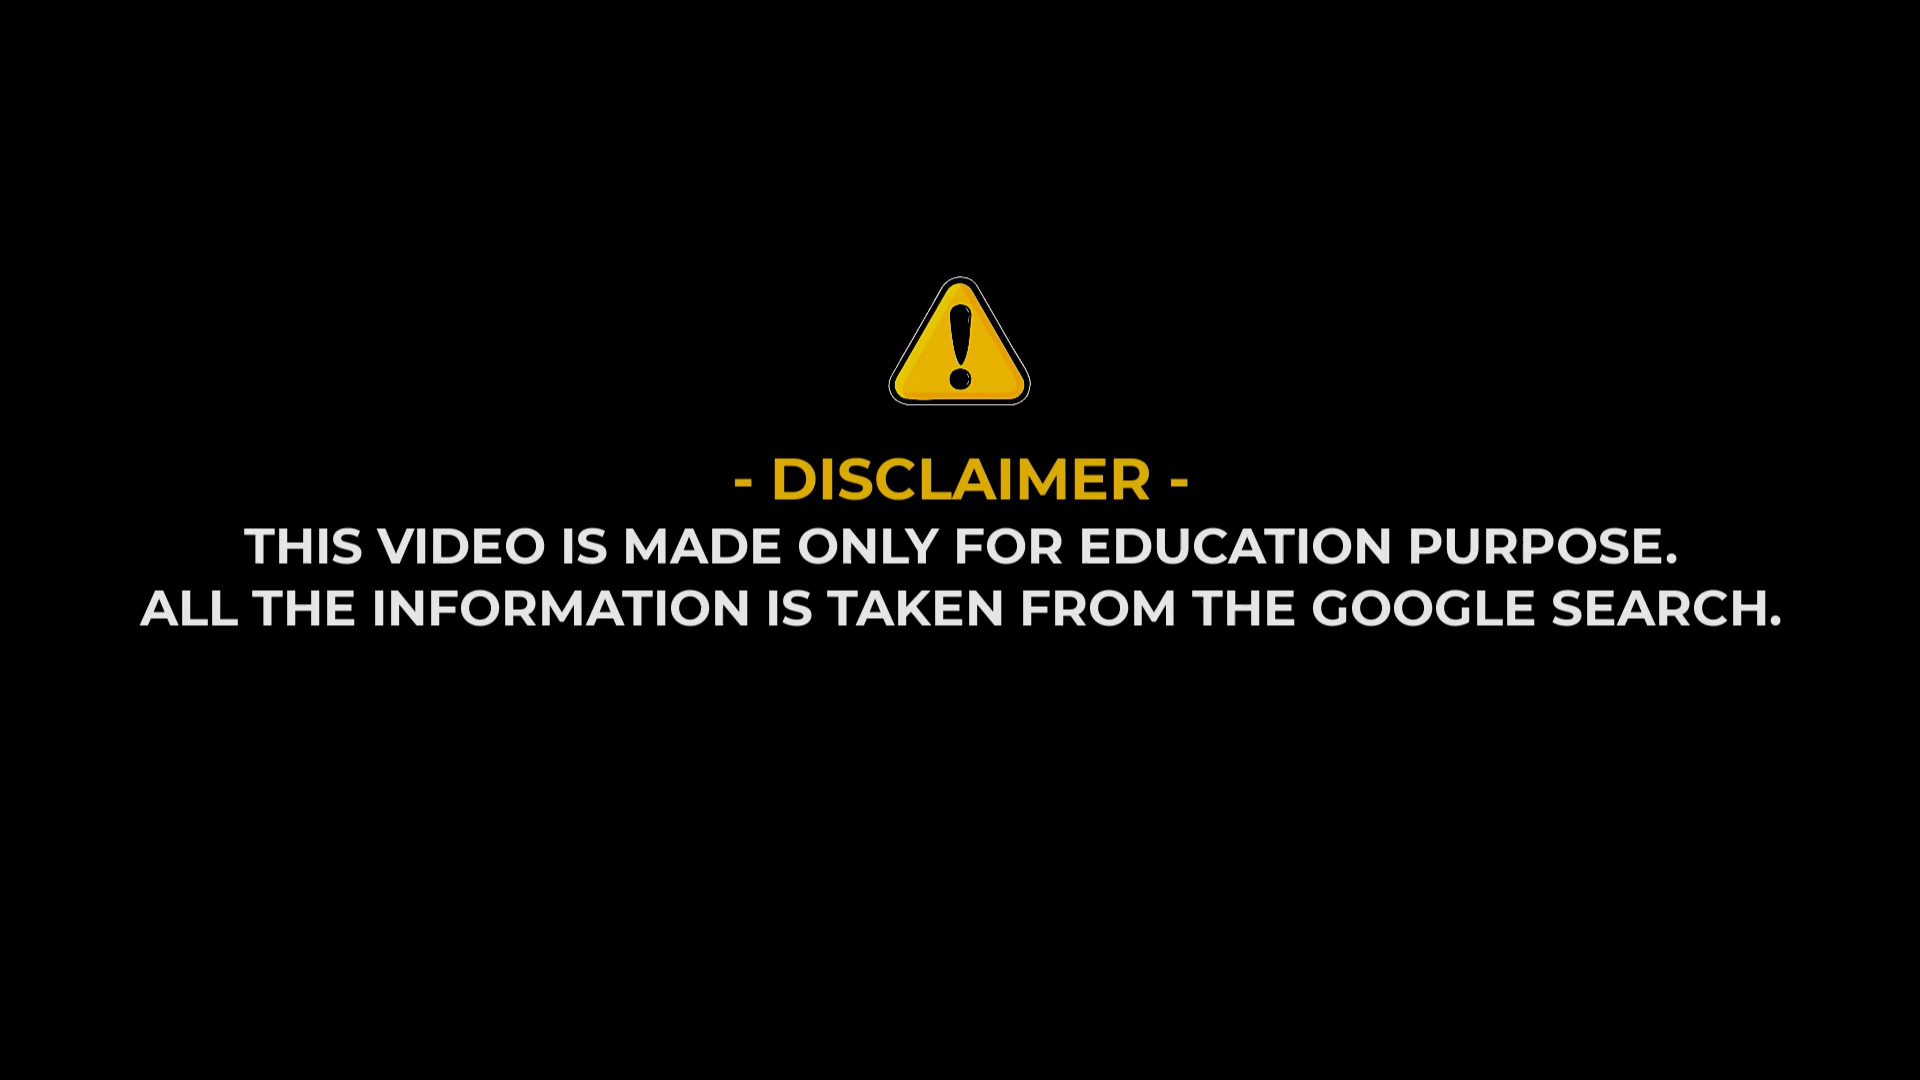 - DISCLAIMER -
THIS VIDEO IS MADE ONLY FOR EDUCATION PURPOSE.
ALL THE INFORMATION IS TAKEN FROM THE GOOGLE SEARCH.